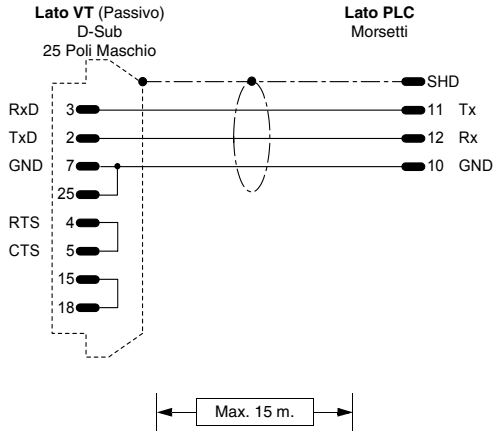 Lato VT (Passivo)
D-Sub
25 Poli Maschio
Lato PLC
Morsetti
SHD
RxD 3 11 Tx
TxD 2 12 Rx
GND 7 10 GND
25
RTS 4
CTS 5
15
18
Max. 15 m.